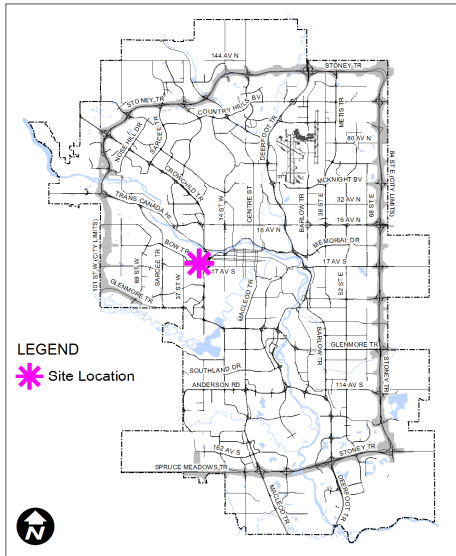 144 AV N
STONEY TR
STONEY TR
COUNTRY HILLS BV
METIS TR
NOSE HILL DR
SARCEE TR
DEERFOOT TR
80 AV N
84 ST E (CITY LIMITS)
CROWCHILD TR
MCKNIGHT BV
TRANS CANADA HI
14 ST W
CENTRE ST
BARLOW TR
36 ST E
32 AV N
68 ST E
16 AV N
16 AV N
101 ST W (CITY LIMITS)
BOW TR
MEMORIAL DR
69 ST W
SARCEE TR
37 ST W
17 AV S
17 AV S
52 ST E
GLENMORE TR
MACLEOD TR
BARLOW TR
GLENMORE TR
LEGEND
Site Location
SOUTHLAND DR
ANDERSON RD
114 AV S
STONEY TR
162 AV S
STONEY TR
SPRUCE MEADOWS TR
MACLEOD TR
DEERFOOT TR
N